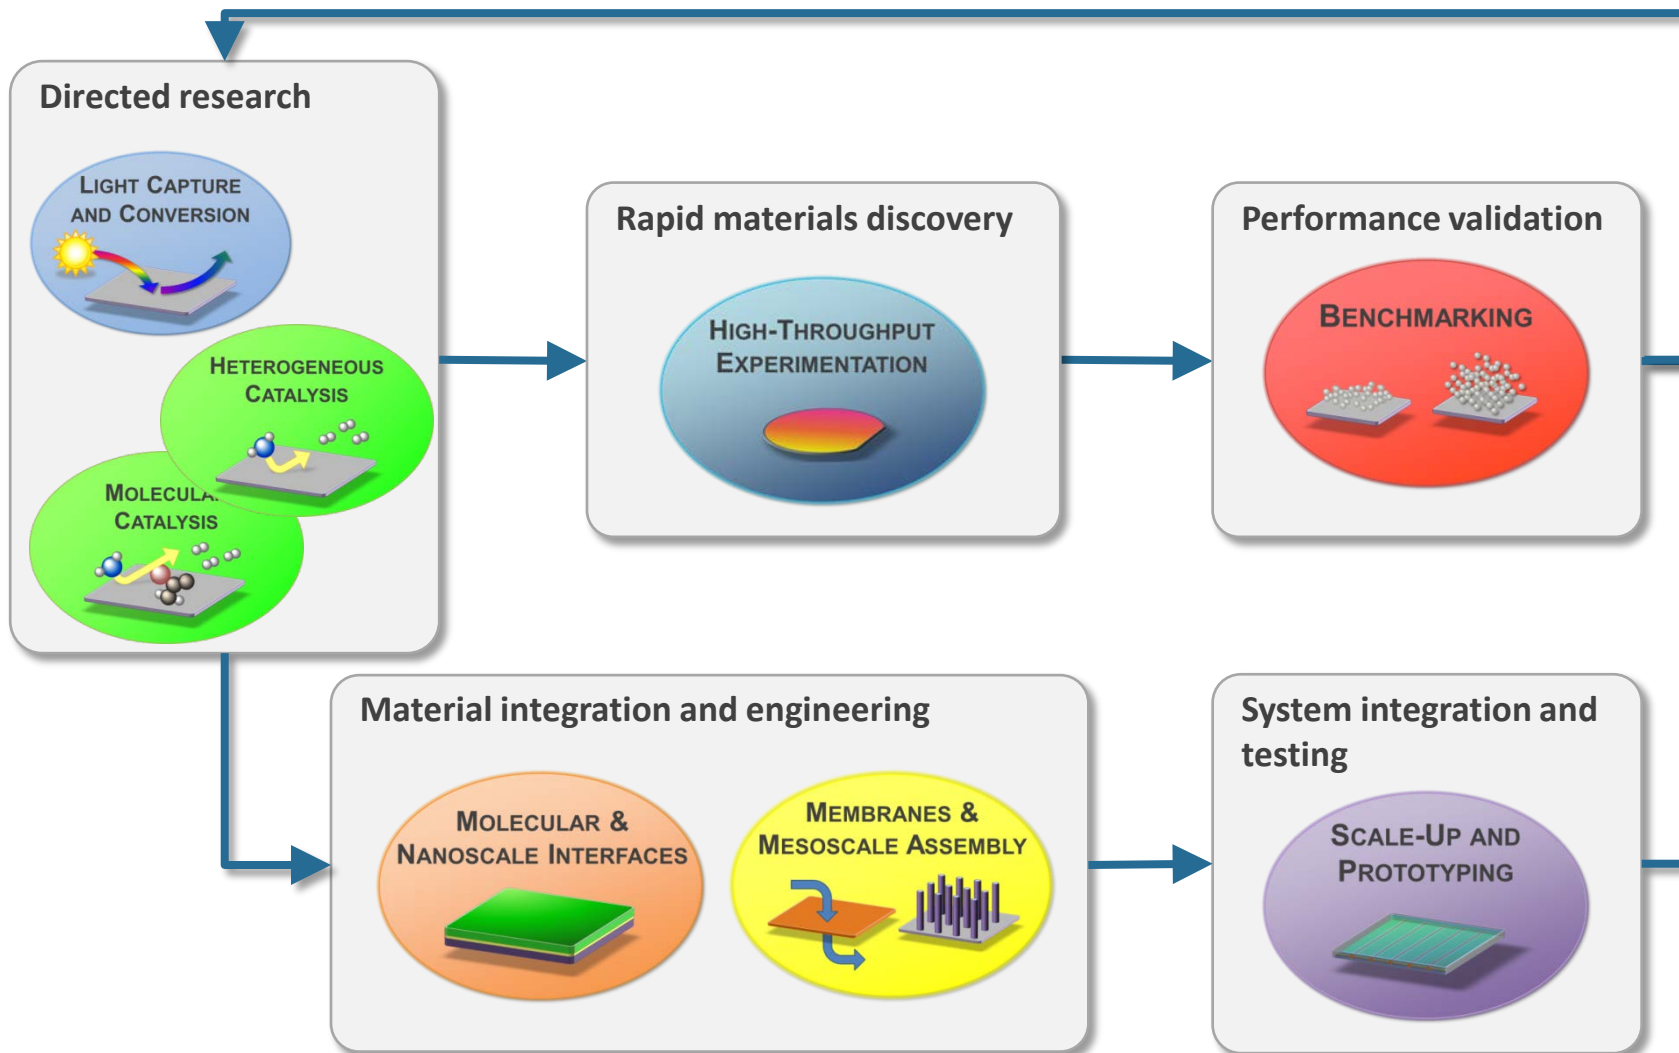 Directed research
LIGHT CAPTURE
AND CONVERSION
HETEROGENEOUS
CATALYSIS
CATALYSIS
Rapid materials discovery
HIGH-THROUGHPUT
EXPERIMENTATION
Performance validation
BENCHMARKING
Material integration and engineering
MOLECULAR &
NANOSCALE INTERFACES
MEMBRANES &
MESOSCALE ASSEMBLY
System integration and
testing
SCALE-UP AND
PROTOTYPING